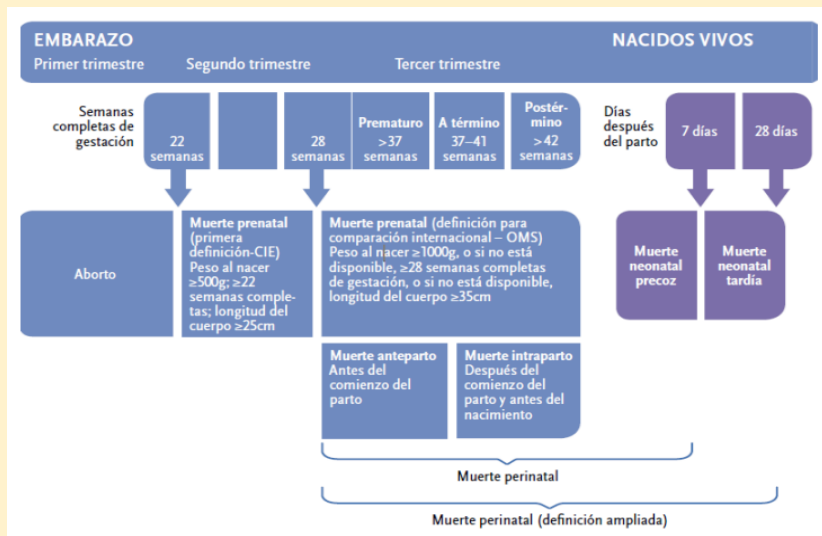 EMBARAZO
NACIDOS VIVOS
Primer trimestre
Segundo trimestre
Tercer trimestre
Semanas
completas de
gestación
22
semanas
28
semanas
Prematuro
>37
semanas
A término
37–41
semanas
Postér-
mino
>42
semanas
Días
después
del parto
7 días
28 días
Aborto
Muerte prenatal
(primera
definición-CIE)
Peso al nacer
≥500g; ≥22
semanas comple-
tas; longitud del
cuerpo ≥25cm
Muerte prenatal (definición para
comparación internacional – OMS)
Peso al nacer ≥1000g, o si no está
disponible, ≥28 semanas completas
de gestación, o si no está disponible,
longitud del cuerpo ≥35cm
Muerte
neonatal
precoz
Muerte
neonatal
tardía
Muerte anteparto
Antes del
comienzo del
parto
Muerte intraparto
Después del
comienzo del
parto y antes del
nacimiento
Muerte perinatal
Muerte perinatal (definición ampliada)